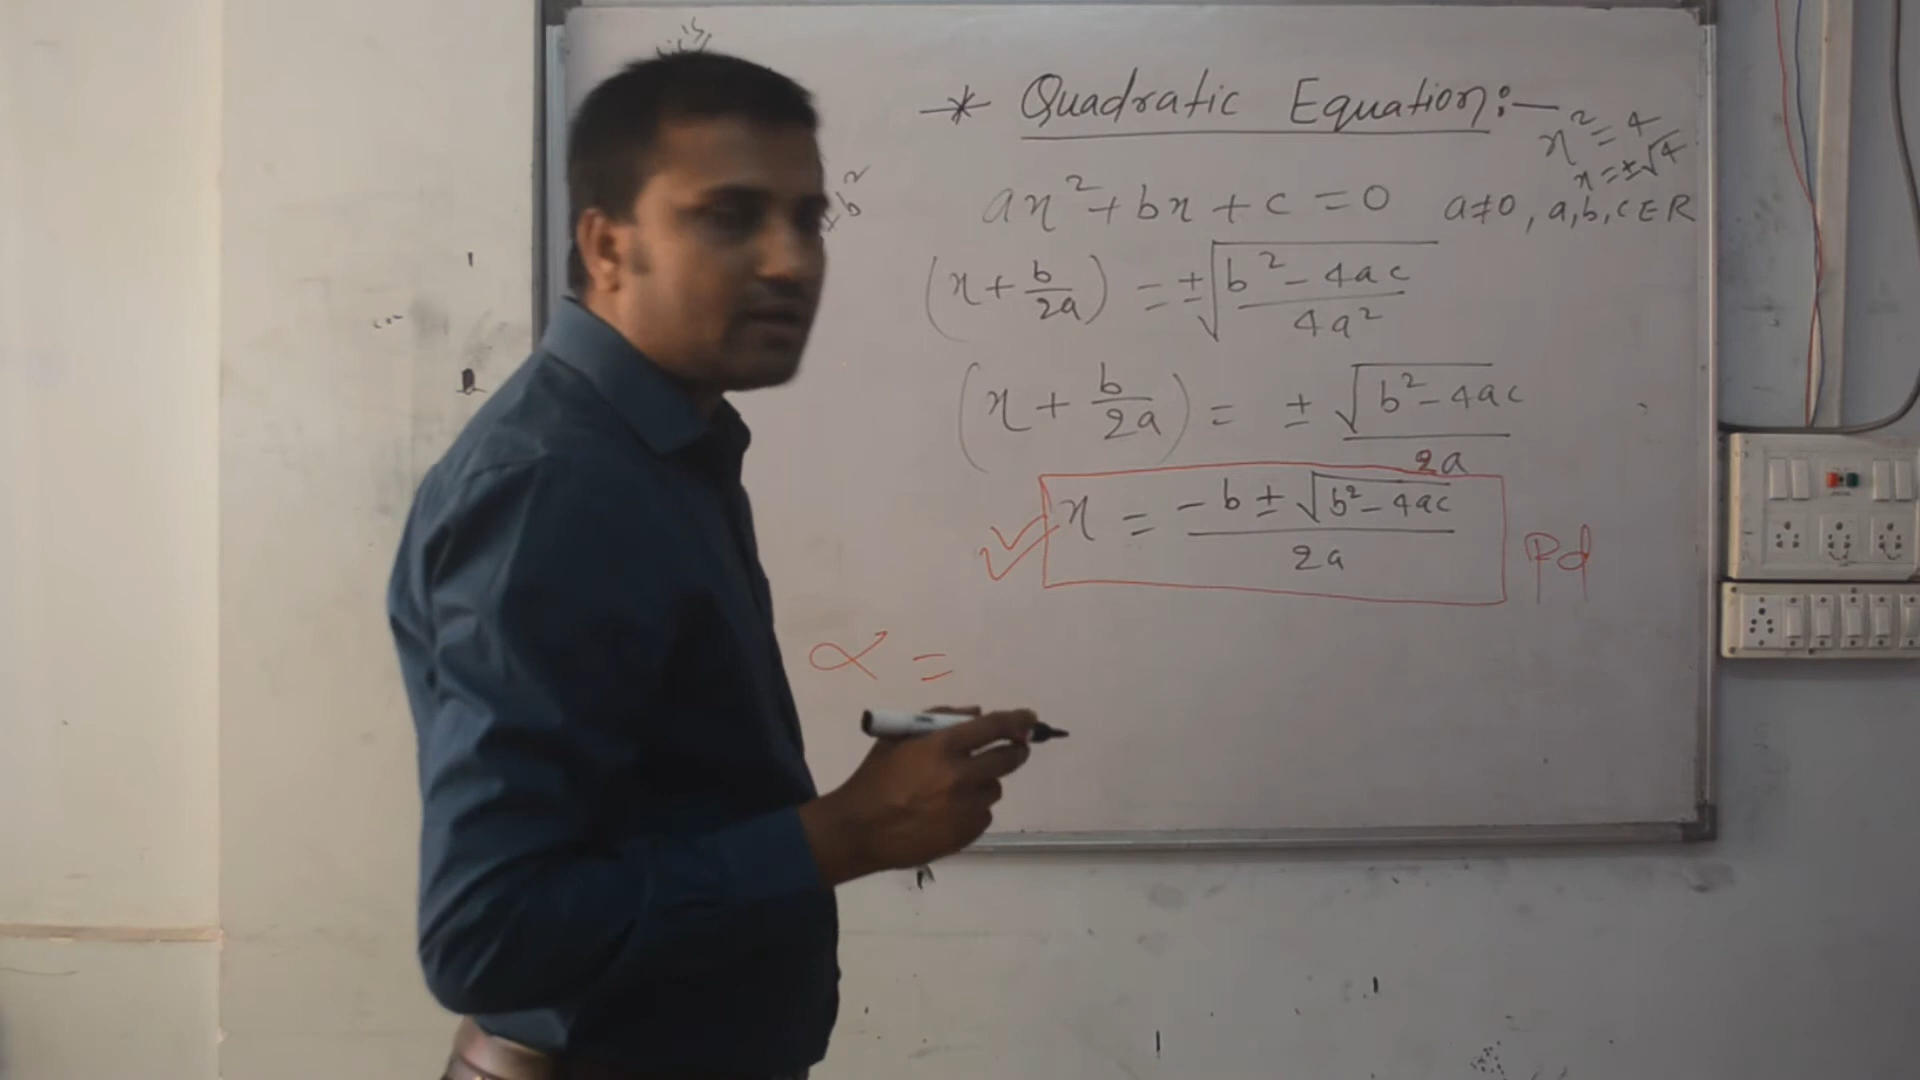 * Quadratic Equation:-
x² = 4
x = ±√4
+b²
ax² + bx + c = 0 a≠0, a,b,c ∈ R
(x + b/2a) = ±√(b² - 4ac / 4a²)
(x + b/2a) = ± √(b² - 4ac) / 2a
x = (-b ± √(b² - 4ac)) / 2a
Pd
α =